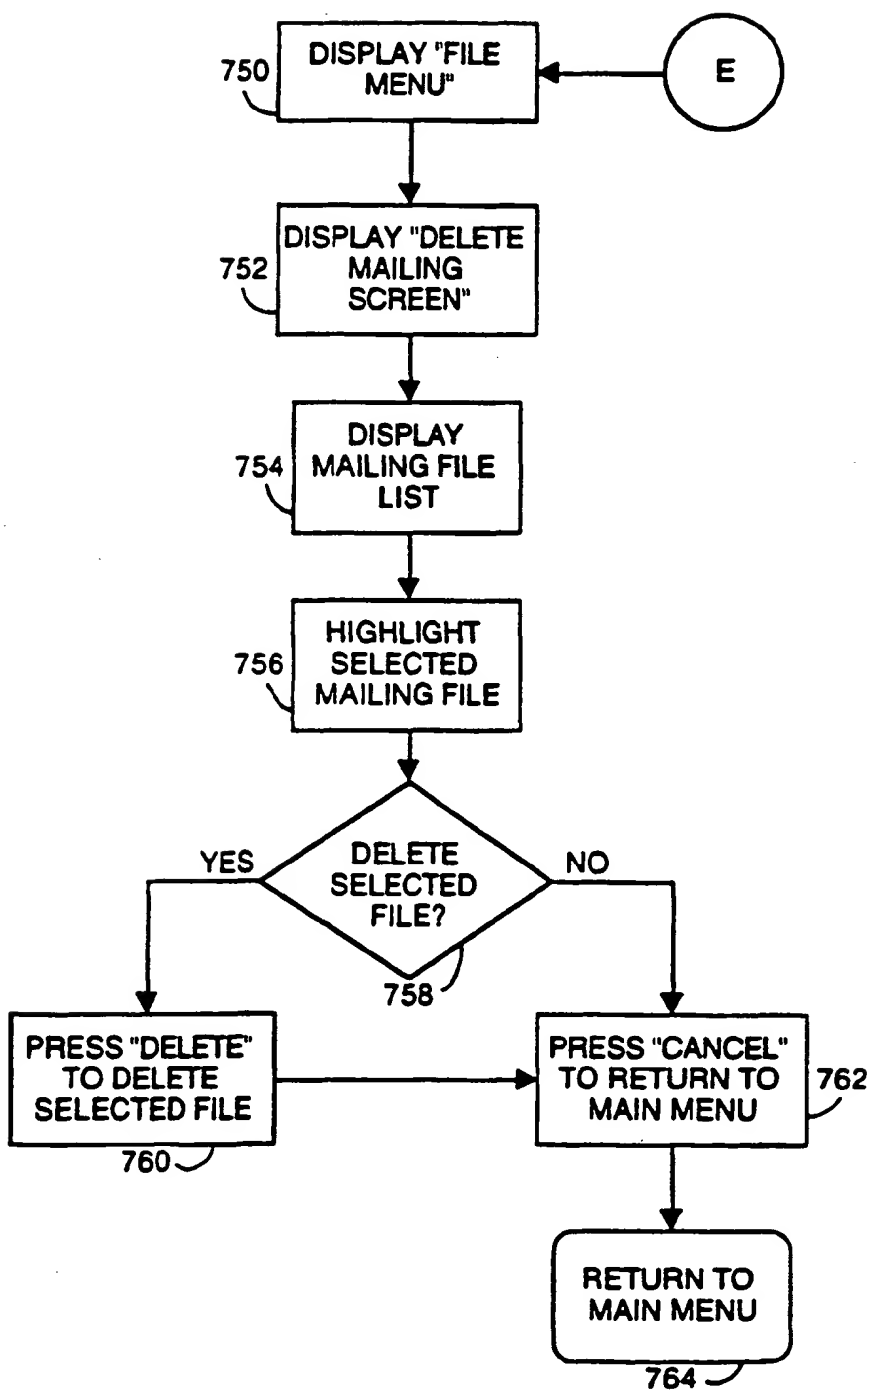 DISPLAY "FILE
MENU"
E
750
DISPLAY "DELETE
MAILING
SCREEN"
752
DISPLAY
MAILING FILE
LIST
754
HIGHLIGHT
SELECTED
MAILING FILE
756
YES
DELETE
SELECTED
FILE?
NO
758
PRESS "DELETE"
TO DELETE
SELECTED FILE
760
PRESS "CANCEL"
TO RETURN TO
MAIN MENU
762
RETURN TO
MAIN MENU
764